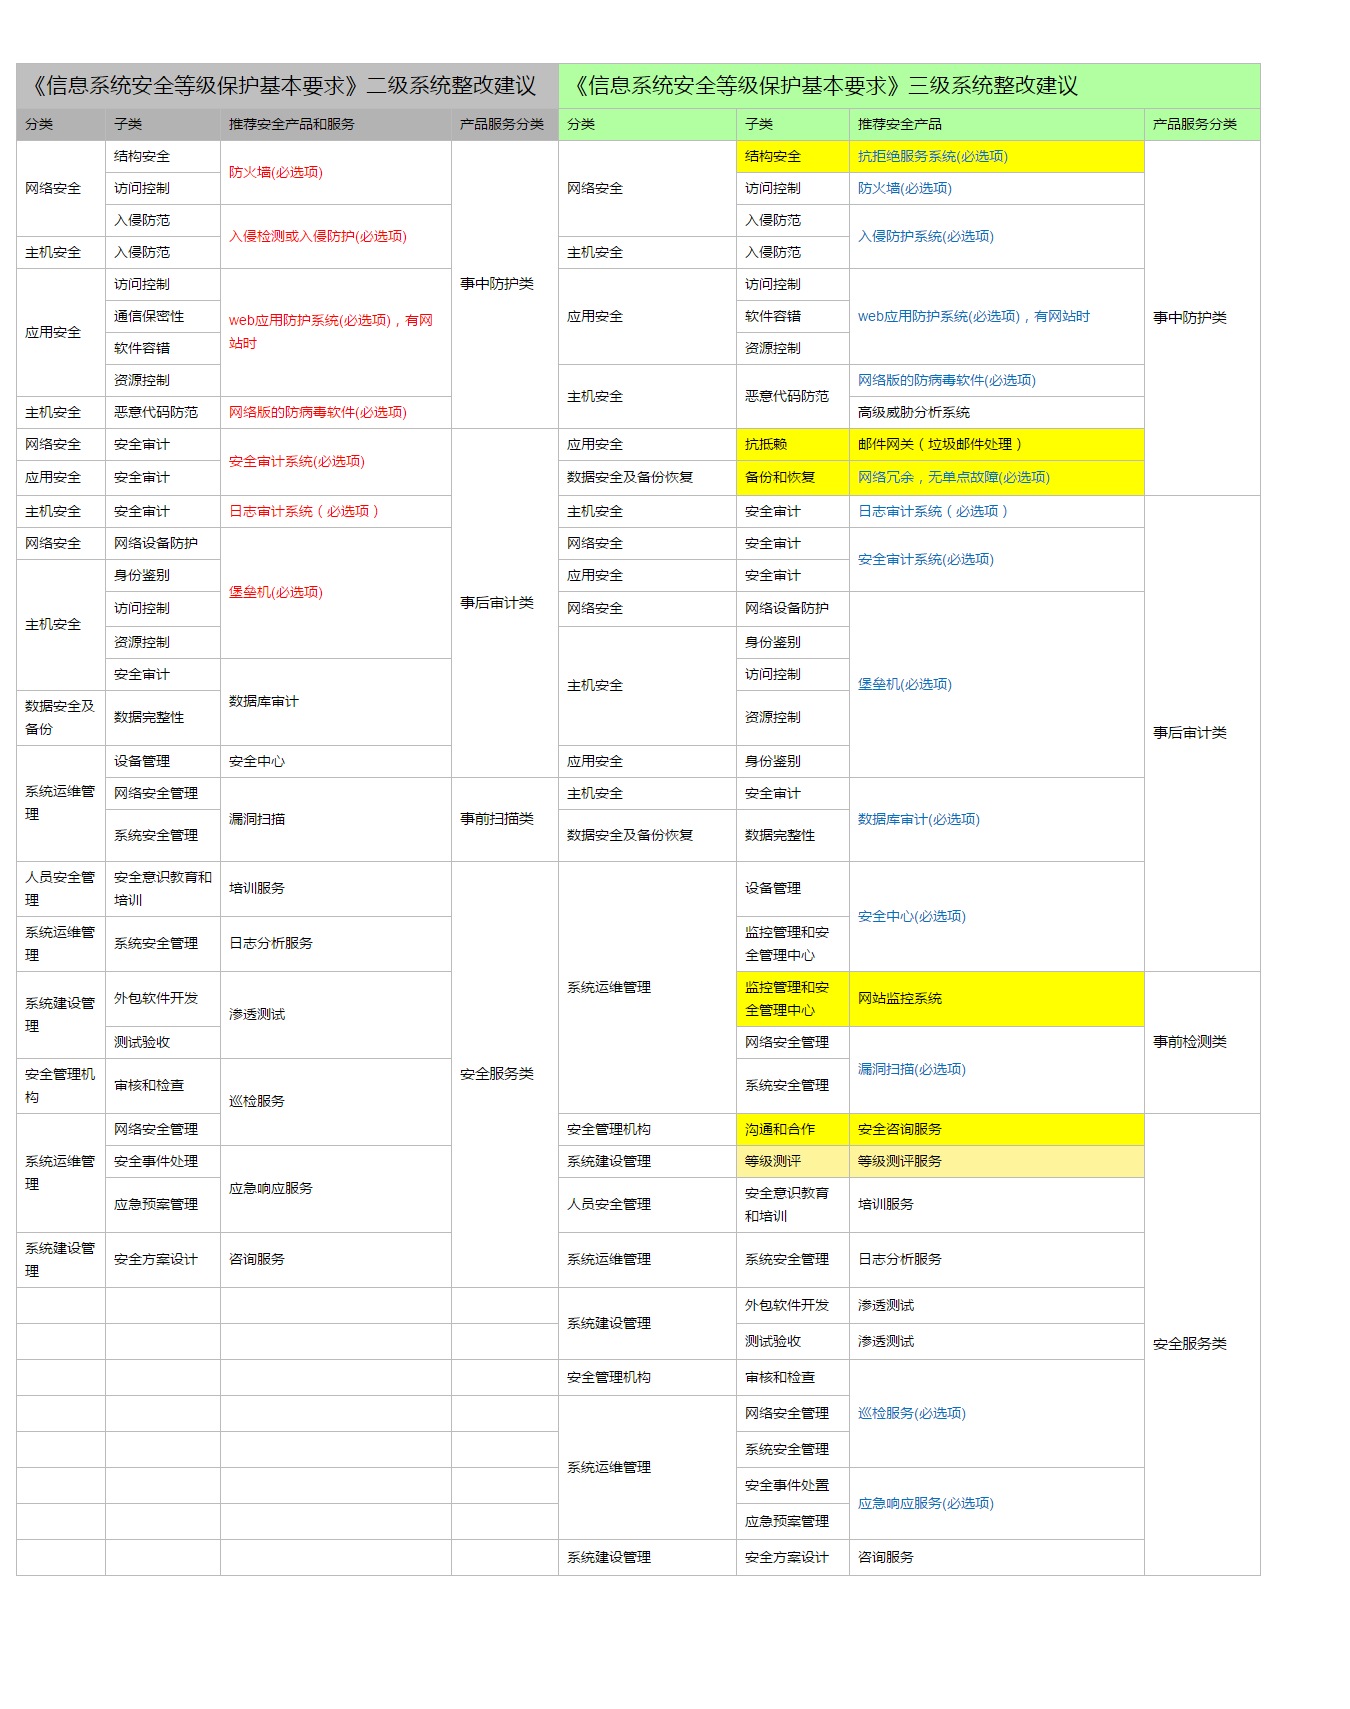 《信息系统安全等级保护基本要求》二级系统整改建议 《信息系统安全等级保护基本要求》三级系统整改建议
分类 子类 推荐安全产品和服务 产品服务分类 分类 子类 推荐安全产品 产品服务分类
网络安全 结构安全 防火墙(必选项) 事中防护类 网络安全 结构安全 抗拒绝服务系统(必选项) 事中防护类
访问控制 访问控制 防火墙(必选项)
入侵防范 入侵检测或入侵防护(必选项) 入侵防范 入侵防护系统(必选项)
主机安全 入侵防范 主机安全 入侵防范
应用安全 访问控制 web应用防护系统(必选项)，有网 应用安全 访问控制 web应用防护系统(必选项)，有网站时
站时
通信保密性 软件容错
软件容错 资源控制
资源控制 主机安全 恶意代码防范 网络版的防病毒软件(必选项)
主机安全 恶意代码防范 网络版的防病毒软件(必选项) 高级威胁分析系统
网络安全 安全审计 安全审计系统(必选项) 事后审计类 应用安全 抗抵赖 邮件网关（垃圾邮件处理）
应用安全 安全审计 数据安全及备份恢复 备份和恢复 网络冗余，无单点故障(必选项)
主机安全 安全审计 日志审计系统（必选项） 主机安全 安全审计 日志审计系统（必选项） 事后审计类
网络安全 网络设备防护 堡垒机(必选项) 网络安全 安全审计 安全审计系统(必选项)
主机安全 身份鉴别 应用安全 安全审计
访问控制 网络安全 网络设备防护 堡垒机(必选项)
资源控制 主机安全 身份鉴别
安全审计 数据库审计 访问控制
数据安全及
备份 数据完整性 资源控制
系统运维管
理 设备管理 安全中心 应用安全 身份鉴别
网络安全管理 漏洞扫描 事前扫描类 主机安全 安全审计 数据库审计(必选项)
系统安全管理 数据安全及备份恢复 数据完整性
人员安全管
理 安全意识教育和
培训 培训服务 安全服务类 系统运维管理 设备管理 安全中心(必选项)
系统运维管
理 系统安全管理 日志分析服务 监控管理和安
全管理中心
系统建设管
理 外包软件开发 渗透测试 监控管理和安
全管理中心 网站监控系统 事前检测类
测试验收 网络安全管理 漏洞扫描(必选项)
安全管理机
构 审核和检查 巡检服务 系统安全管理
系统运维管
理 网络安全管理 安全管理机构 沟通和合作 安全咨询服务 安全服务类
安全事件处理 应急响应服务 系统建设管理 等级测评 等级测评服务
应急预案管理 人员安全管理 安全意识教育
和培训 培训服务
系统建设管
理 安全方案设计 咨询服务 系统运维管理 系统安全管理 日志分析服务
系统建设管理 外包软件开发 渗透测试
测试验收 渗透测试
安全管理机构 审核和检查 巡检服务(必选项)
系统运维管理 网络安全管理
系统安全管理
安全事件处置 应急响应服务(必选项)
应急预案管理
系统建设管理 安全方案设计 咨询服务